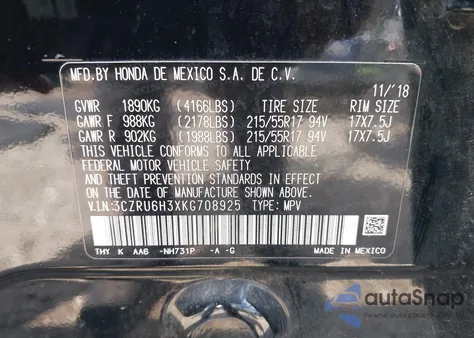 MFD.BY HONDA DE MEXICO S.A. DE C.V.
11/'18
GVWR 1890KG (4166LBS) TIRE SIZE RIM SIZE
GAWR F 988KG (2178LBS) 215/55R17 94V 17X7.5J
GAWR R 902KG (1988LBS) 215/55R17 94V 17X7.5J
THIS VEHICLE CONFORMS TO ALL APPLICABLE
FEDERAL MOTOR VEHICLE SAFETY
AND THEFT PREVENTION STANDARDS IN EFFECT
ON THE DATE OF MANUFACTURE SHOWN ABOVE.
V.I.N:3CZRU6H3XKG708925 TYPE: MPV
THY K AA6 -NH731P -A -G
autoSnap